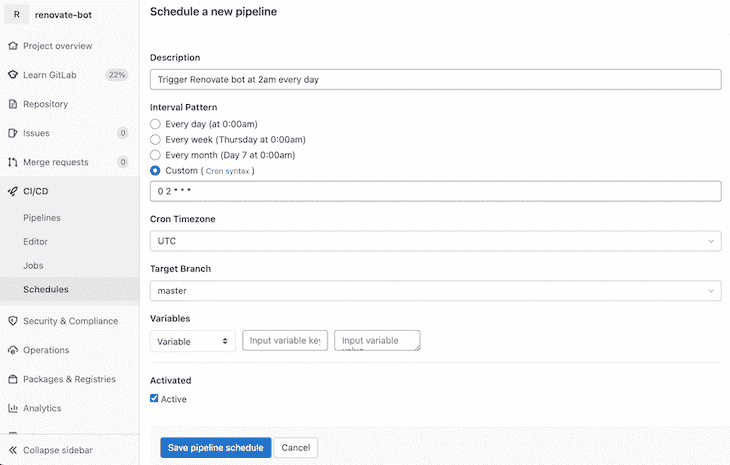 R renovate-bot
Project overview
Learn GitLab 22%
Repository
Issues 0
Merge requests 0
CI/CD
Pipelines
Editor
Jobs
Schedules
Security & Compliance
Operations
Packages & Registries
Analytics
Collapse sidebar
Schedule a new pipeline
Description
Trigger Renovate bot at 2am every day
Interval Pattern
Every day (at 0:00am)
Every week (Thursday at 0:00am)
Every month (Day 7 at 0:00am)
Custom ( Cron syntax )
0 2 * * *
Cron Timezone
UTC
Target Branch
master
Variables
Variable
Input variable key
Input variable
value
Activated
Active
Save pipeline schedule
Cancel